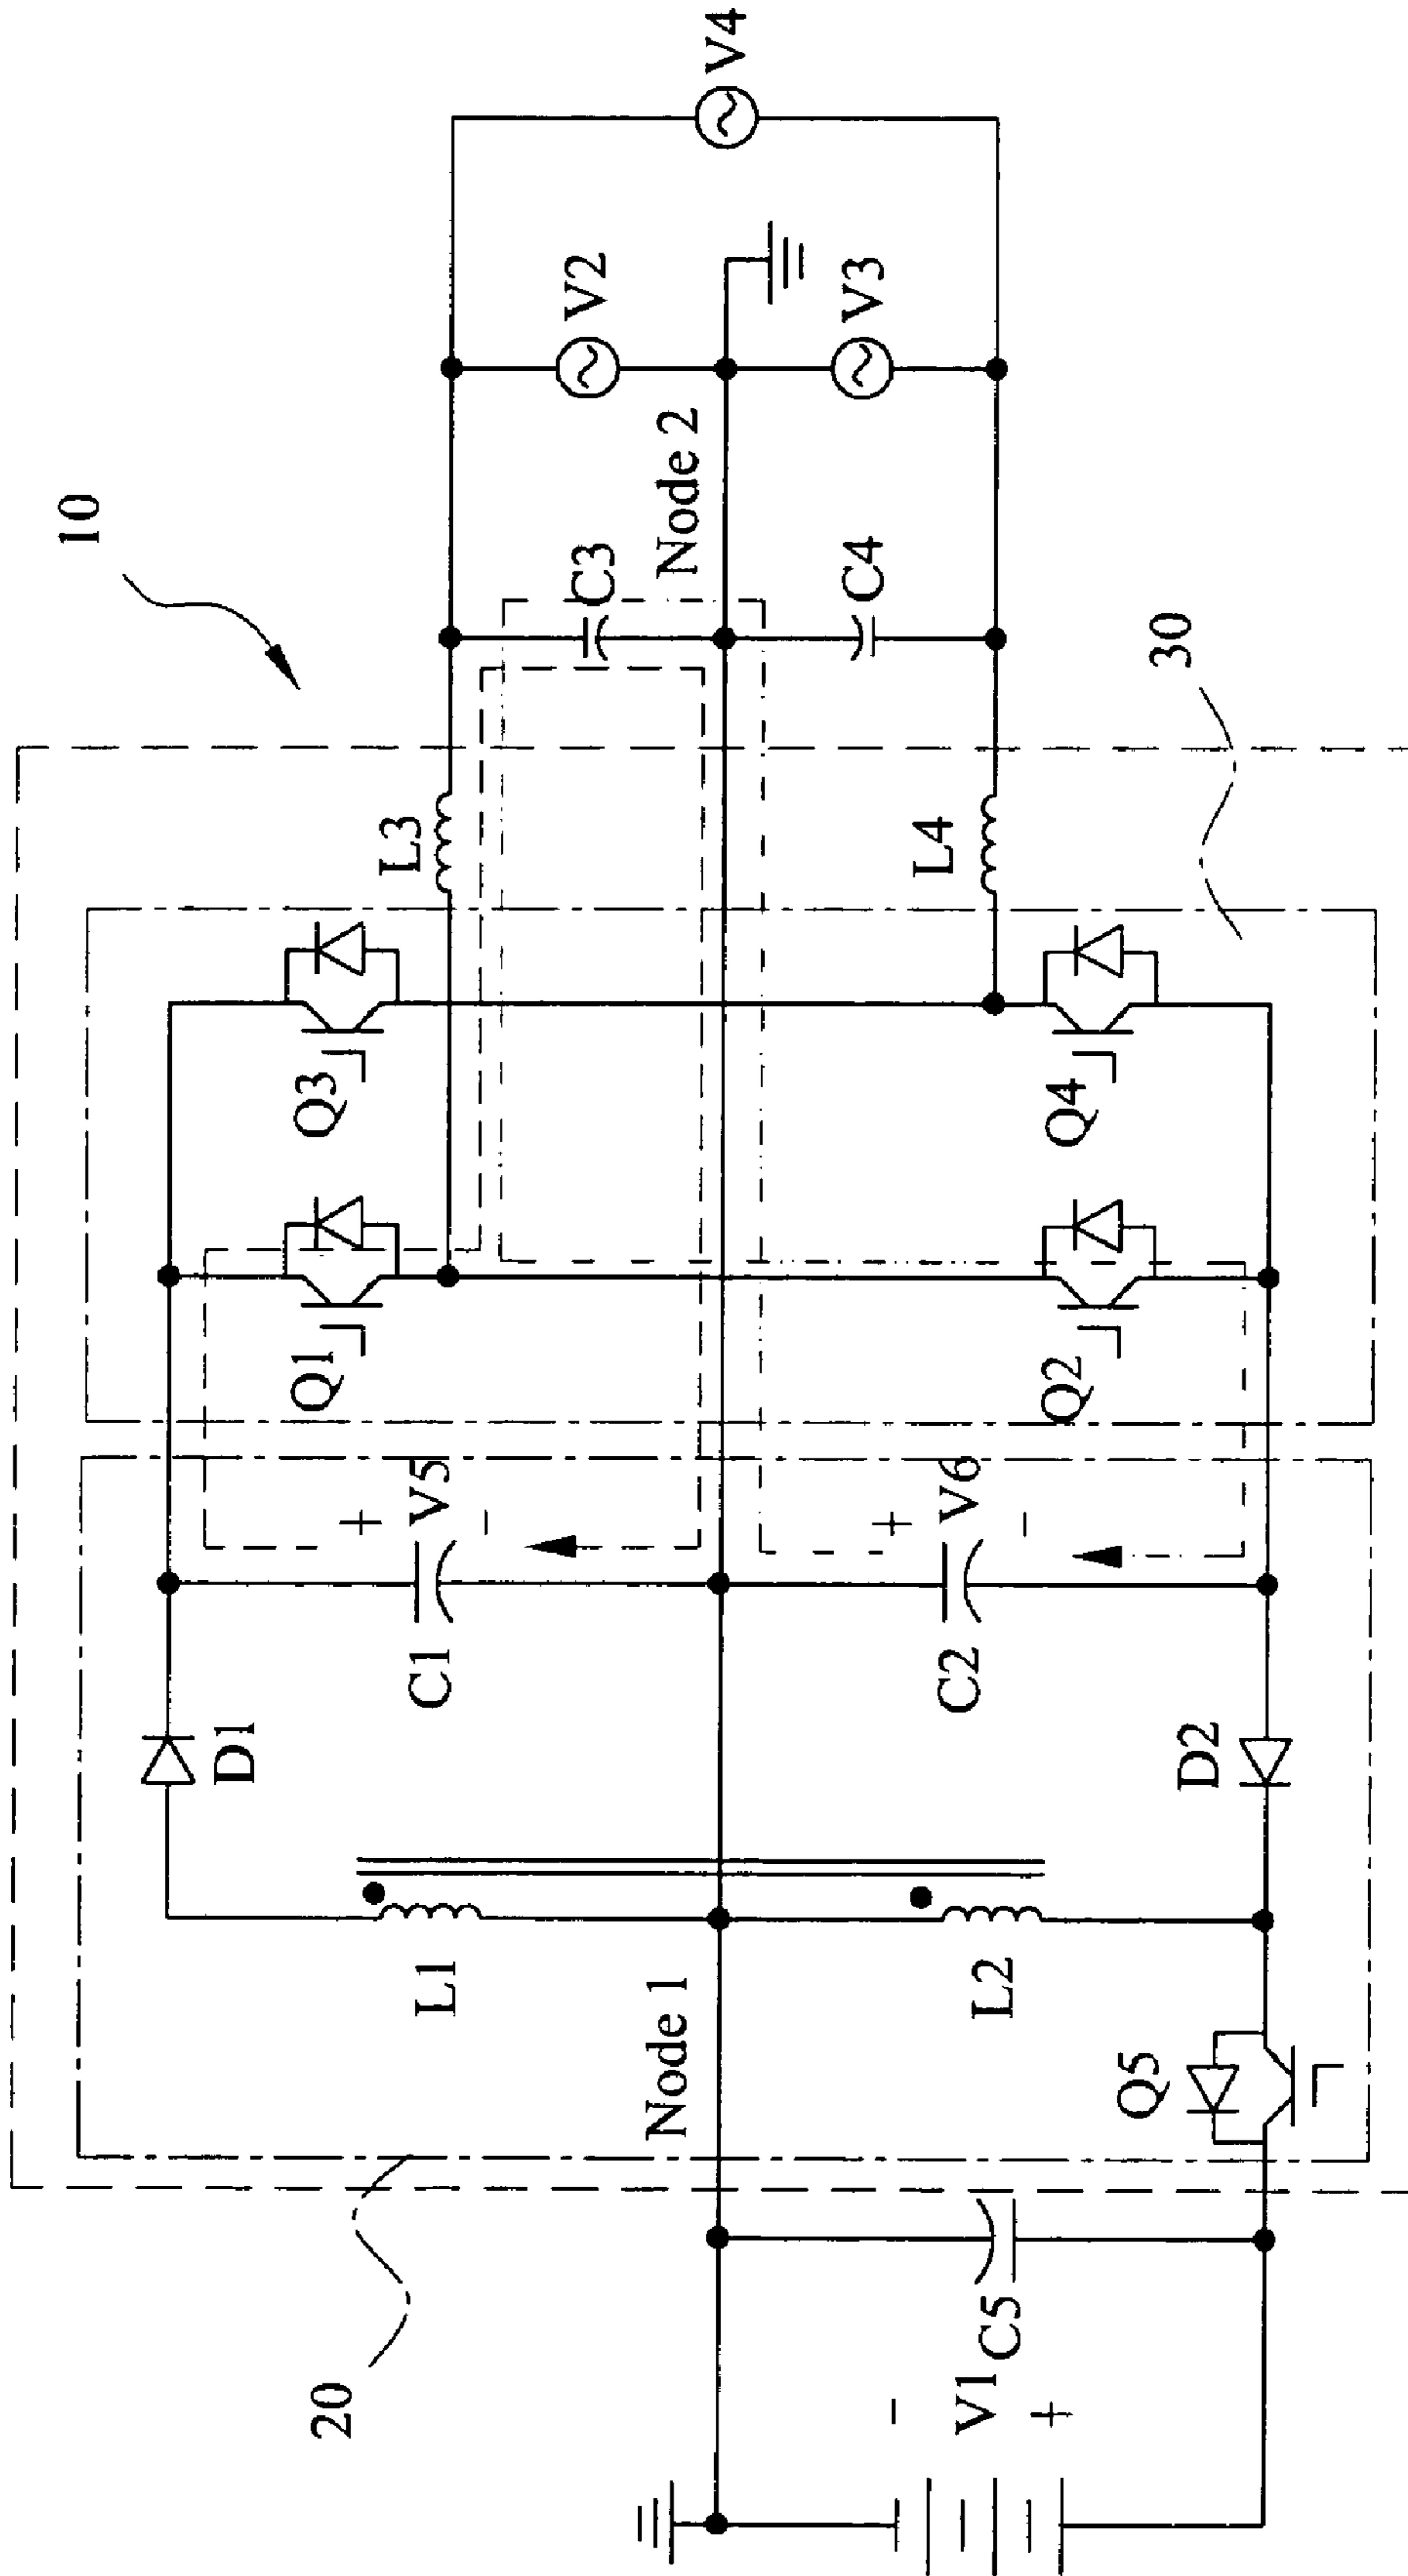 10
V4
V2
V3
Node 2
C3
C4
30
L3
L4
Q3
Q4
Q1
Q2
+
V5
-
+
V6
-
C1
C2
D1
D2
L1
L2
Node 1
Q5
20
C5
-
V1
+